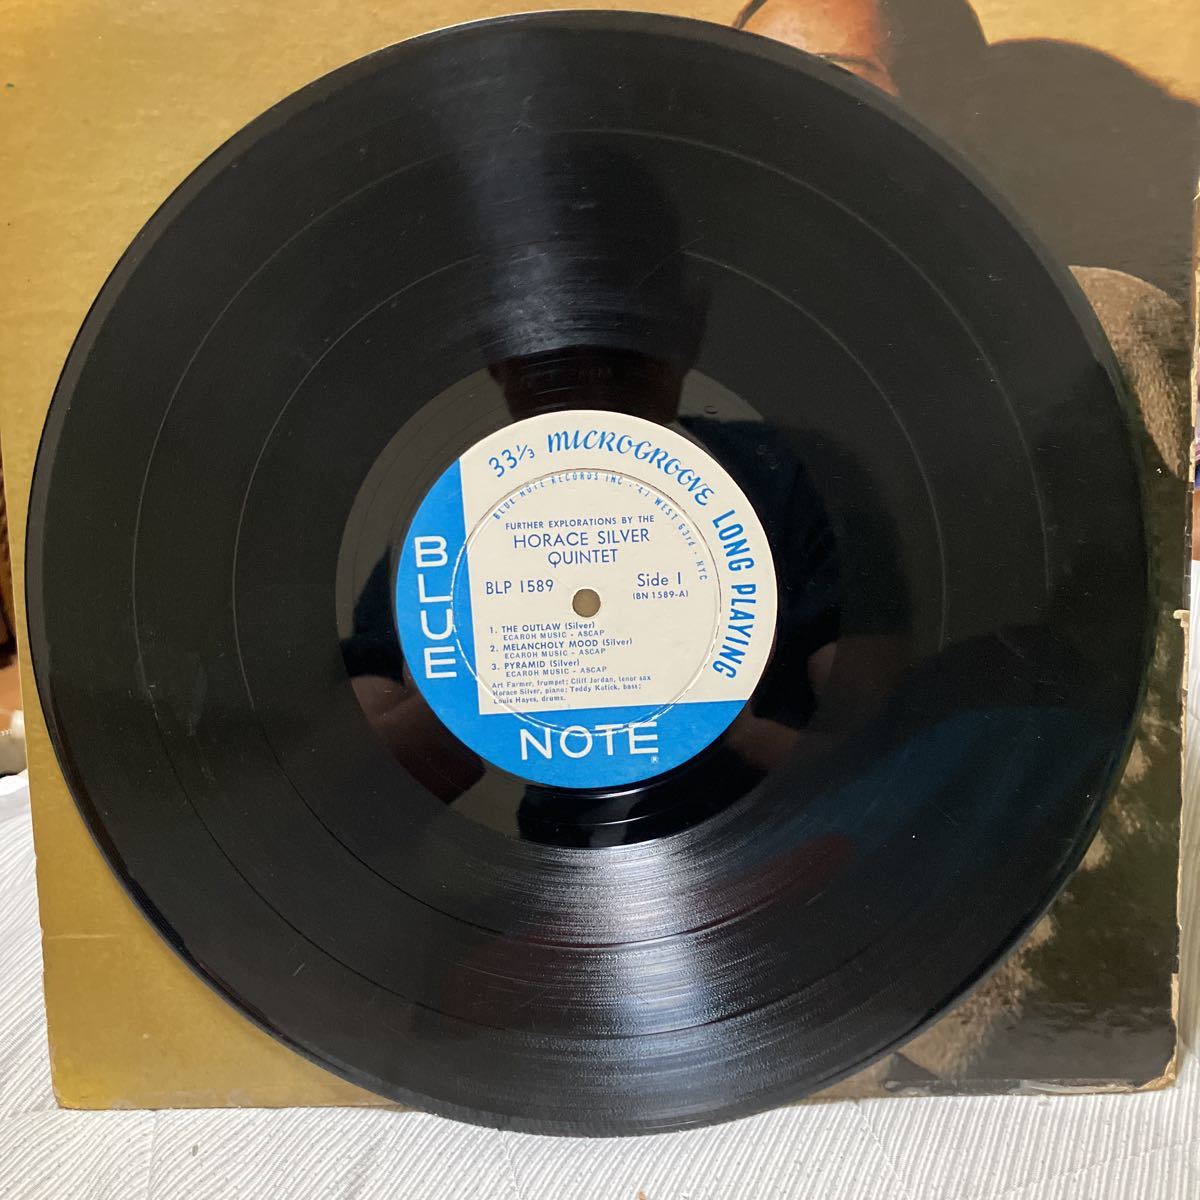 33⅓ MICROGROOVE LONG PLAYING
BLUE NOTE RECORDS INC · 47 WEST 63rd · NYC
FURTHER EXPLORATIONS BY THE
HORACE SILVER
QUINTET
BLP 1589
Side 1
(BN 1589-A)
1. THE OUTLAW (Silver)
ECAROH MUSIC - ASCAP
2. MELANCHOLY MOOD (Silver)
ECAROH MUSIC - ASCAP
3. PYRAMID (Silver)
ECAROH MUSIC - ASCAP
Art Farmer, trumpet; Cliff Jordan, tenor sax
Horace Silver, piano; Teddy Kotick, bass;
Louis Hayes, drums.
BLUE
NOTE
®